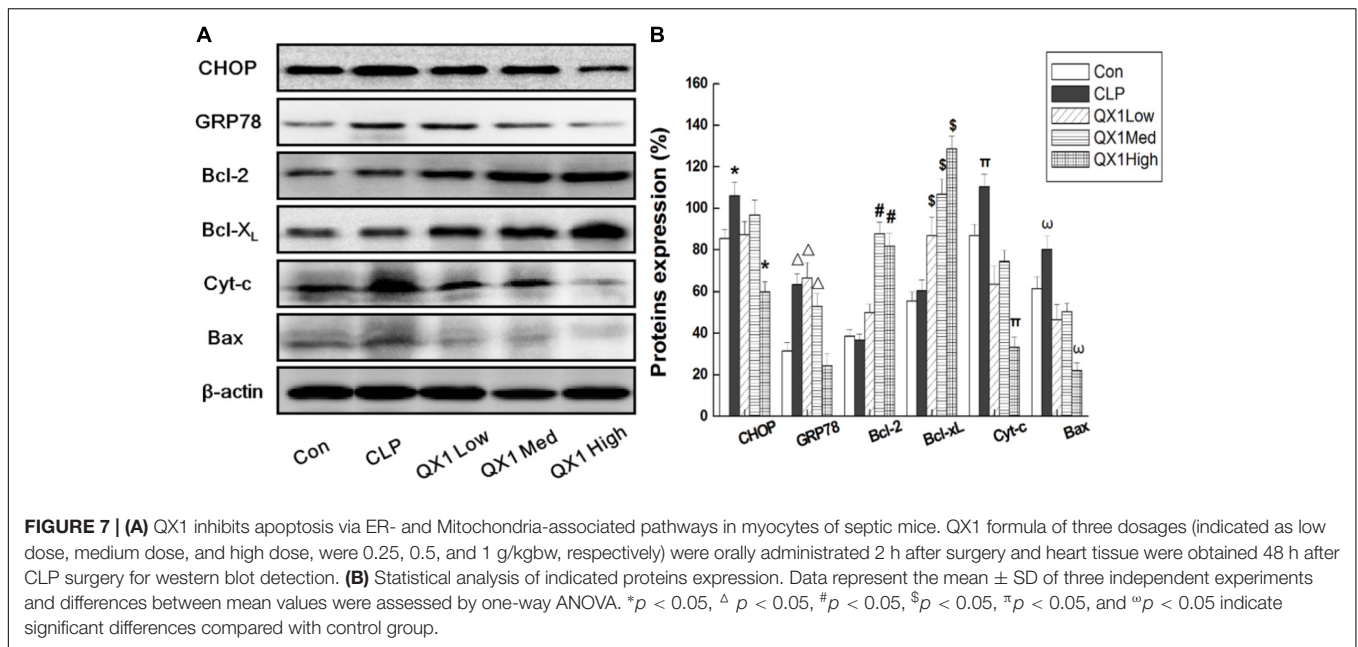 A
CHOP
GRP78
Bcl-2
Bcl-XL
Cyt-c
Bax
β-actin
Con CLP QX1 Low QX1 Med QX1 High
B
Proteins expression (%)
160
140
120
100
80
60
40
20
0
* * △ △ △ # # $ $ $ π π ω ω
CHOP GRP78 Bcl-2 Bcl-xL Cyt-c Bax
Con
CLP
QX1Low
QX1Med
QX1High
FIGURE 7 | (A) QX1 inhibits apoptosis via ER- and Mitochondria-associated pathways in myocytes of septic mice. QX1 formula of three dosages (indicated as low
dose, medium dose, and high dose, were 0.25, 0.5, and 1 g/kgbw, respectively) were orally administrated 2 h after surgery and heart tissue were obtained 48 h after
CLP surgery for western blot detection. (B) Statistical analysis of indicated proteins expression. Data represent the mean ± SD of three independent experiments
and differences between mean values were assessed by one-way ANOVA. *p < 0.05, △ p < 0.05, #p < 0.05, $p < 0.05, πp < 0.05, and ωp < 0.05 indicate
significant differences compared with control group.